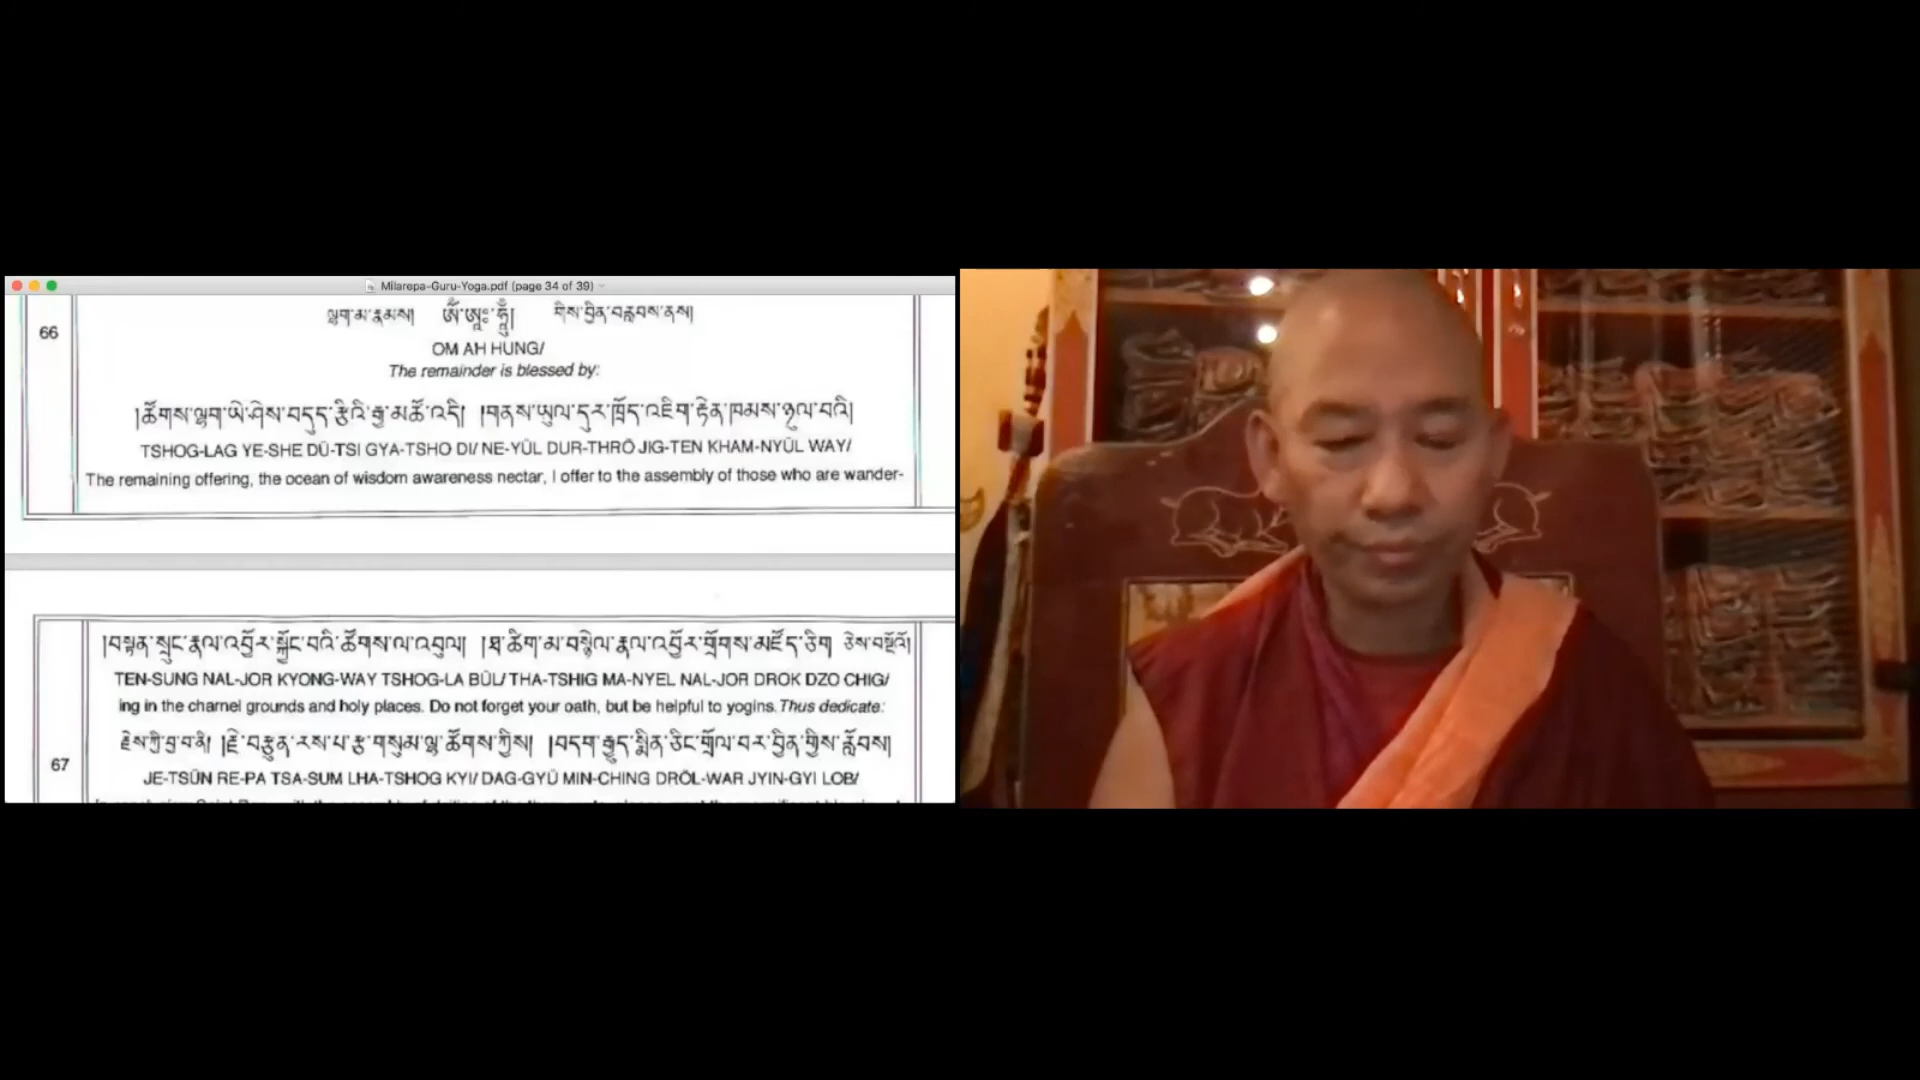 Milarepa-Guru-Yoga.pdf (page 34 of 39)
66
ལྷག་མ་རྣམས། ཨོཾ་ཨཱཿ་ཧཱུྂ། གིས་བྱིན་བརླབས་ནས།
OM AH HUNG/
The remainder is blessed by:
།ཚོགས་ལྷག་ཡེ་ཤེས་བདུད་རྩིའི་རྒྱ་མཚོ་འདི། །གནས་ཡུལ་དུར་ཁྲོད་འཇིག་རྟེན་ཁམས་ཉུལ་བའི།
TSHOG-LAG YE-SHE DÜ-TSI GYA-TSHO DI/ NE-YÜL DUR-THRÖ JIG-TEN KHAM-NYÜL WAY/
The remaining offering, the ocean of wisdom awareness nectar, I offer to the assembly of those who are wander-
།བསྟན་སྲུང་རྣལ་འབྱོར་སྐྱོང་བའི་ཚོགས་ལ་འབུལ། །ཐ་ཚིག་མ་བསྙེལ་རྣལ་འབྱོར་གྲོགས་མཛོད་ཅིག ཅེས་བསྔོའོ།
TEN-SUNG NAL-JOR KYONG-WAY TSHOG-LA BÜL/ THA-TSHIG MA-NYEL NAL-JOR DROK DZO CHIG/
ing in the charnel grounds and holy places. Do not forget your oath, but be helpful to yogins. Thus dedicate:
67
།རྗེ་བཙུན་རས་པ་རྩ་གསུམ་ལྷ་ཚོགས་ཀྱིས། །བདག་རྒྱུད་སྨིན་ཅིང་གྲོལ་བར་བྱིན་གྱིས་རློབས།
JE-TSÜN RE-PA TSA-SUM LHA-TSHOG KYI/ DAG-GYÜ MIN-CHING DRÖL-WAR JYIN-GYI LOB/